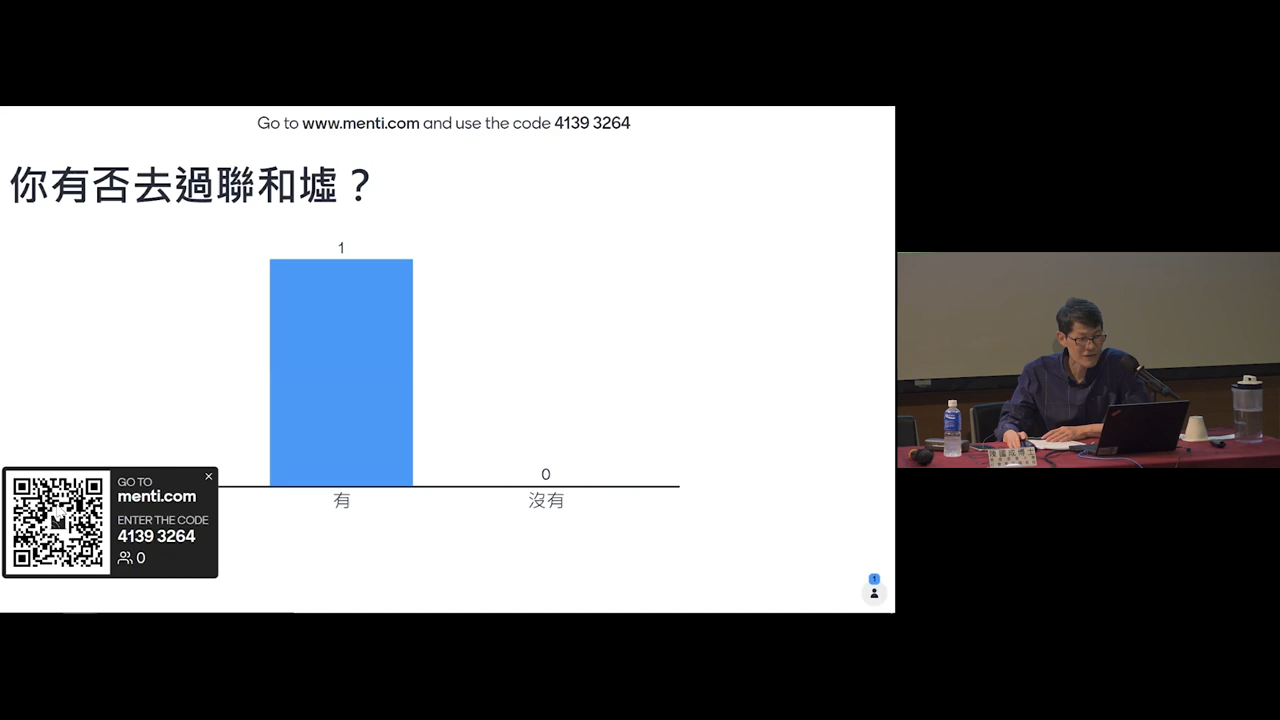 Go to www.menti.com and use the code 4139 3264
你有否去過聯和墟？
1
0
有
沒有
GO TO
menti.com
ENTER THE CODE
4139 3264
0
1